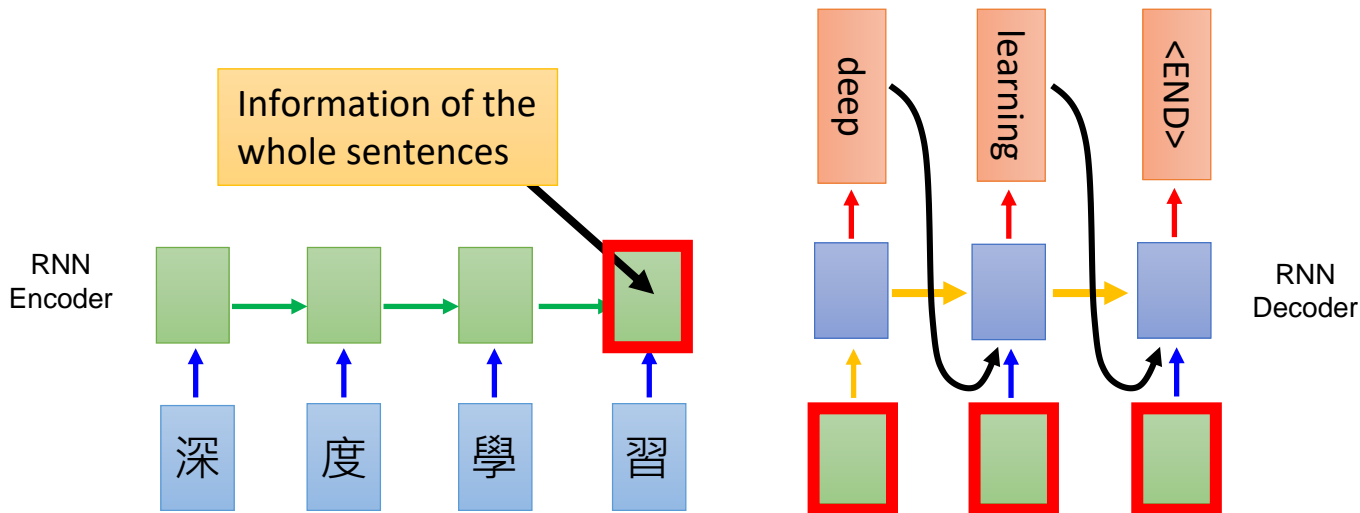 Information of the
whole sentences
RNN
Encoder
深 度 學 習
deep
learning
<END>
RNN
Decoder